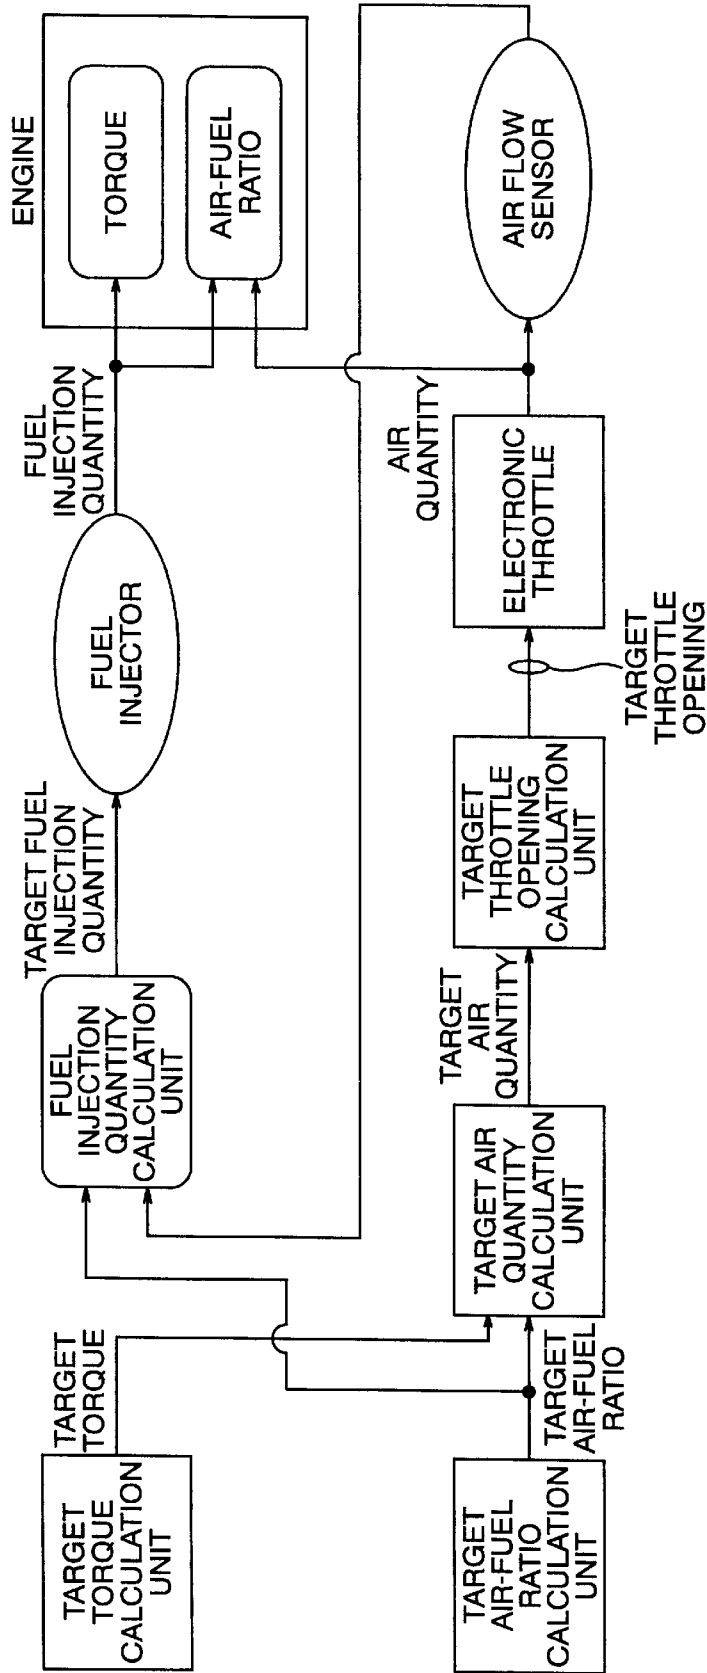 TARGET
TORQUE
CALCULATION
UNIT
TARGET
TORQUE
FUEL
INJECTION
QUANTITY
CALCULATION
UNIT
TARGET FUEL
INJECTION
QUANTITY
FUEL
INJECTOR
FUEL
INJECTION
QUANTITY
ENGINE
TORQUE
AIR-FUEL
RATIO
TARGET
AIR-FUEL
RATIO
CALCULATION
UNIT
TARGET
AIR-FUEL
RATIO
TARGET AIR
QUANTITY
CALCULATION
UNIT
TARGET
AIR
QUANTITY
TARGET
THROTTLE
OPENING
CALCULATION
UNIT
TARGET
THROTTLE
OPENING
ELECTRONIC
THROTTLE
AIR
QUANTITY
AIR FLOW
SENSOR